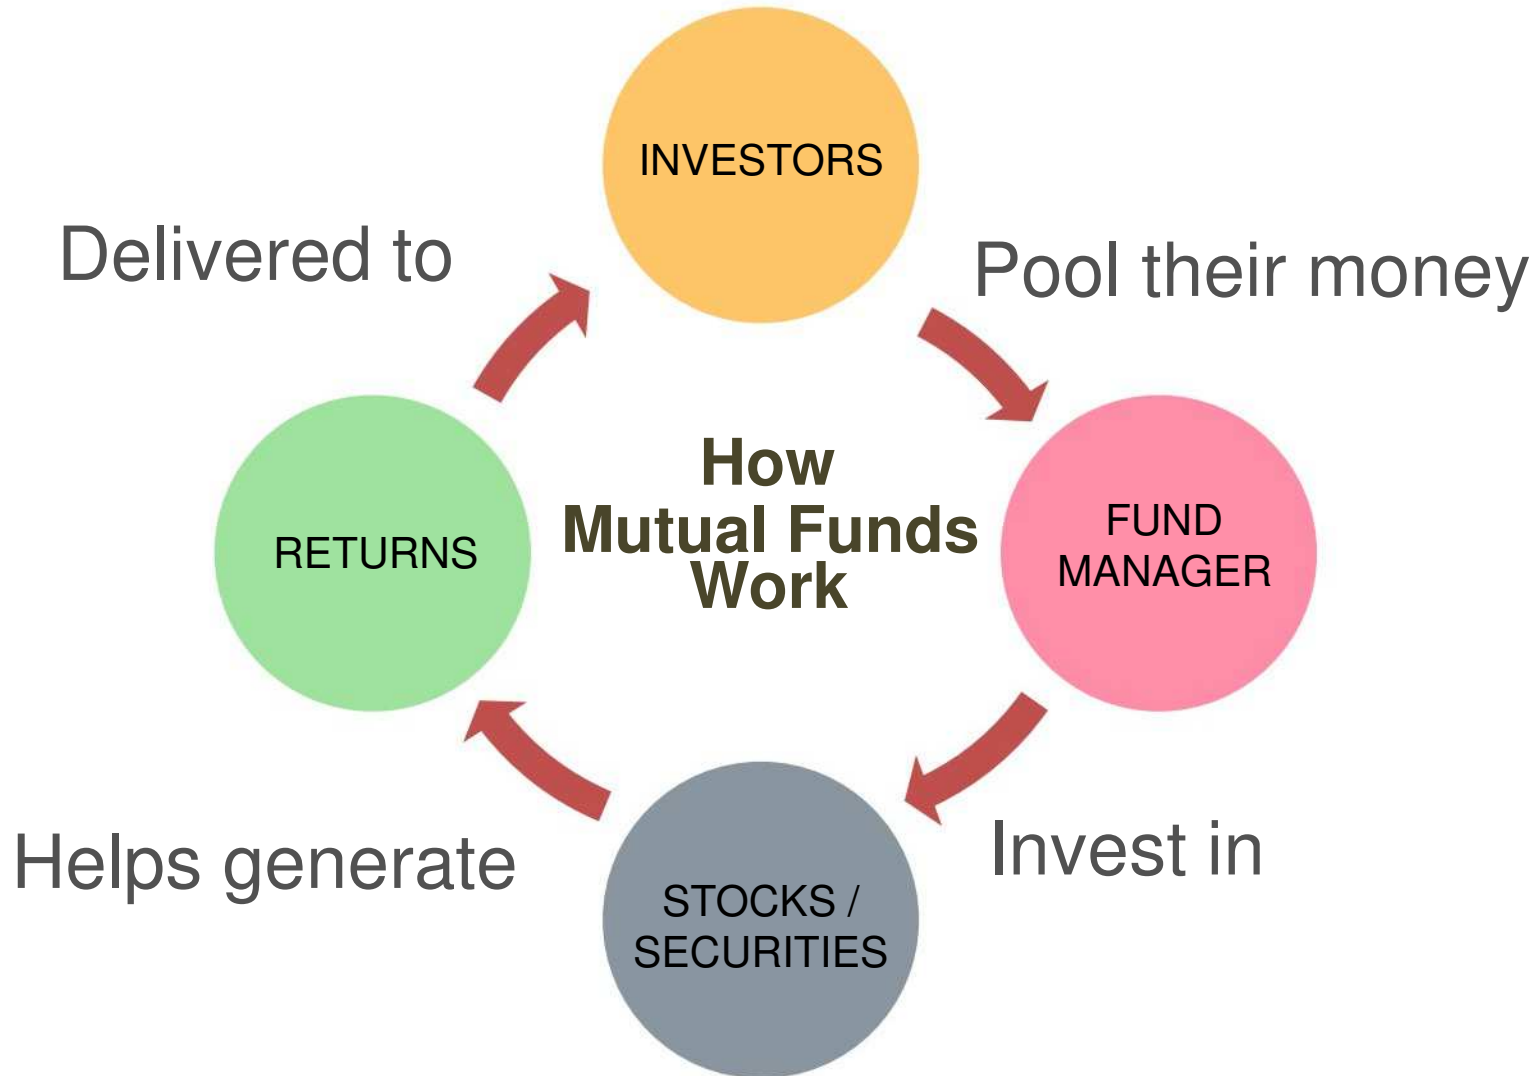 INVESTORS
Delivered to
Pool their money
How
Mutual Funds
Work
RETURNS
FUND
MANAGER
Helps generate
Invest in
STOCKS /
SECURITIES